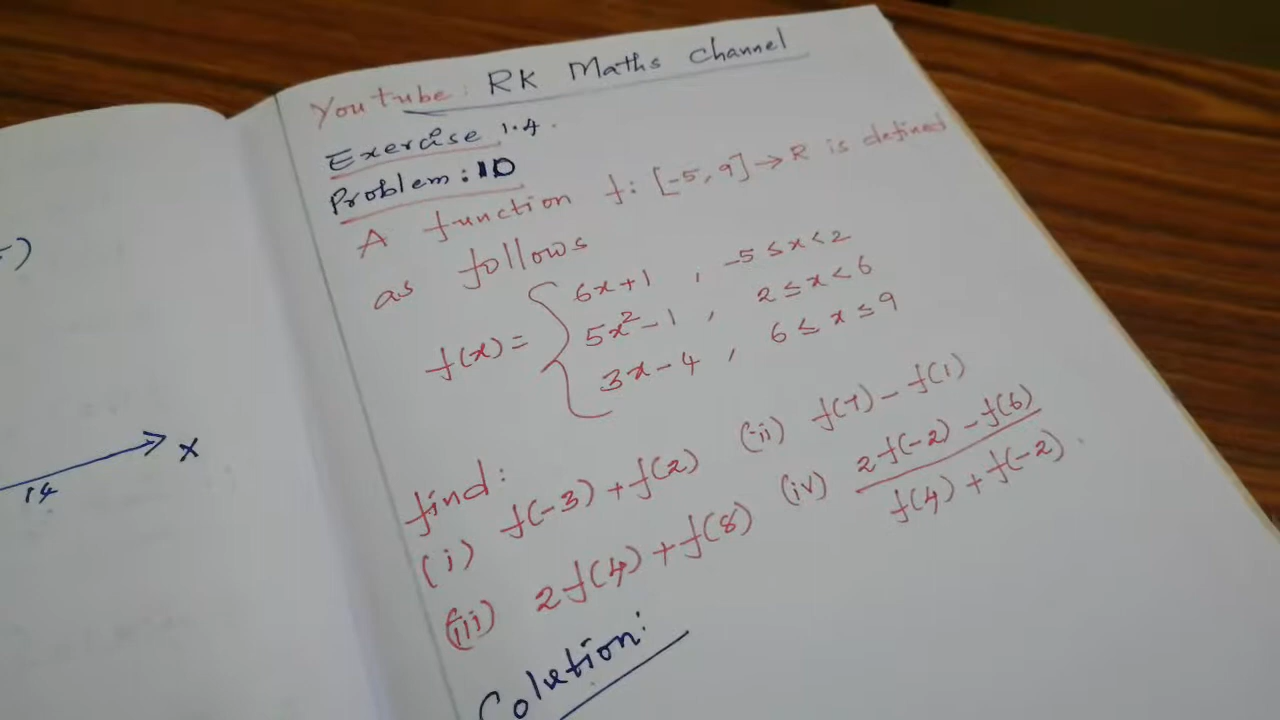 -)
14
X
Youtube: RK Maths Channel
Exercise 1.4.
Problem: 10
A function f: [-5, 9] → R is defined
as follows
f(x) = { 6x+1 , -5 ≤ x < 2
5x²-1 , 2 ≤ x < 6
3x-4 , 6 ≤ x ≤ 9
find:
(i) f(-3) + f(2) (ii) f(7) - f(1)
(iii) 2f(4) + f(8) (iv) 2f(-2) - f(6) / f(4) + f(-2).
Solution: